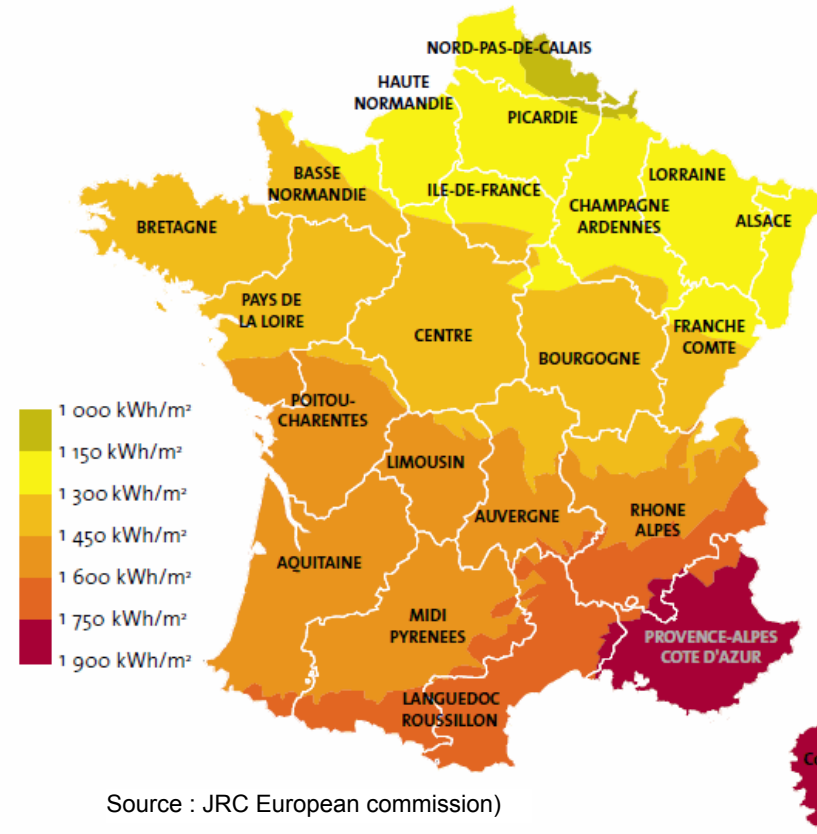 NORD-PAS-DE-CALAIS
HAUTE
NORMANDIE
PICARDIE
BASSE
NORMANDIE
ILE-DE-FRANCE
LORRAINE
CHAMPAGNE
ARDENNES
ALSACE
BRETAGNE
PAYS DE
LA LOIRE
CENTRE
BOURGOGNE
FRANCHE
COMTE
POITOU-
CHARENTES
LIMOUSIN
AUVERGNE
RHONE
ALPES
AQUITAINE
MIDI
PYRENEES
PROVENCE-ALPES
COTE D'AZUR
LANGUEDOC
ROUSSILLON
1 000 kWh/m²
1 150 kWh/m²
1 300 kWh/m²
1 450 kWh/m²
1 600 kWh/m²
1 750 kWh/m²
1 900 kWh/m²
Source : JRC European commission)